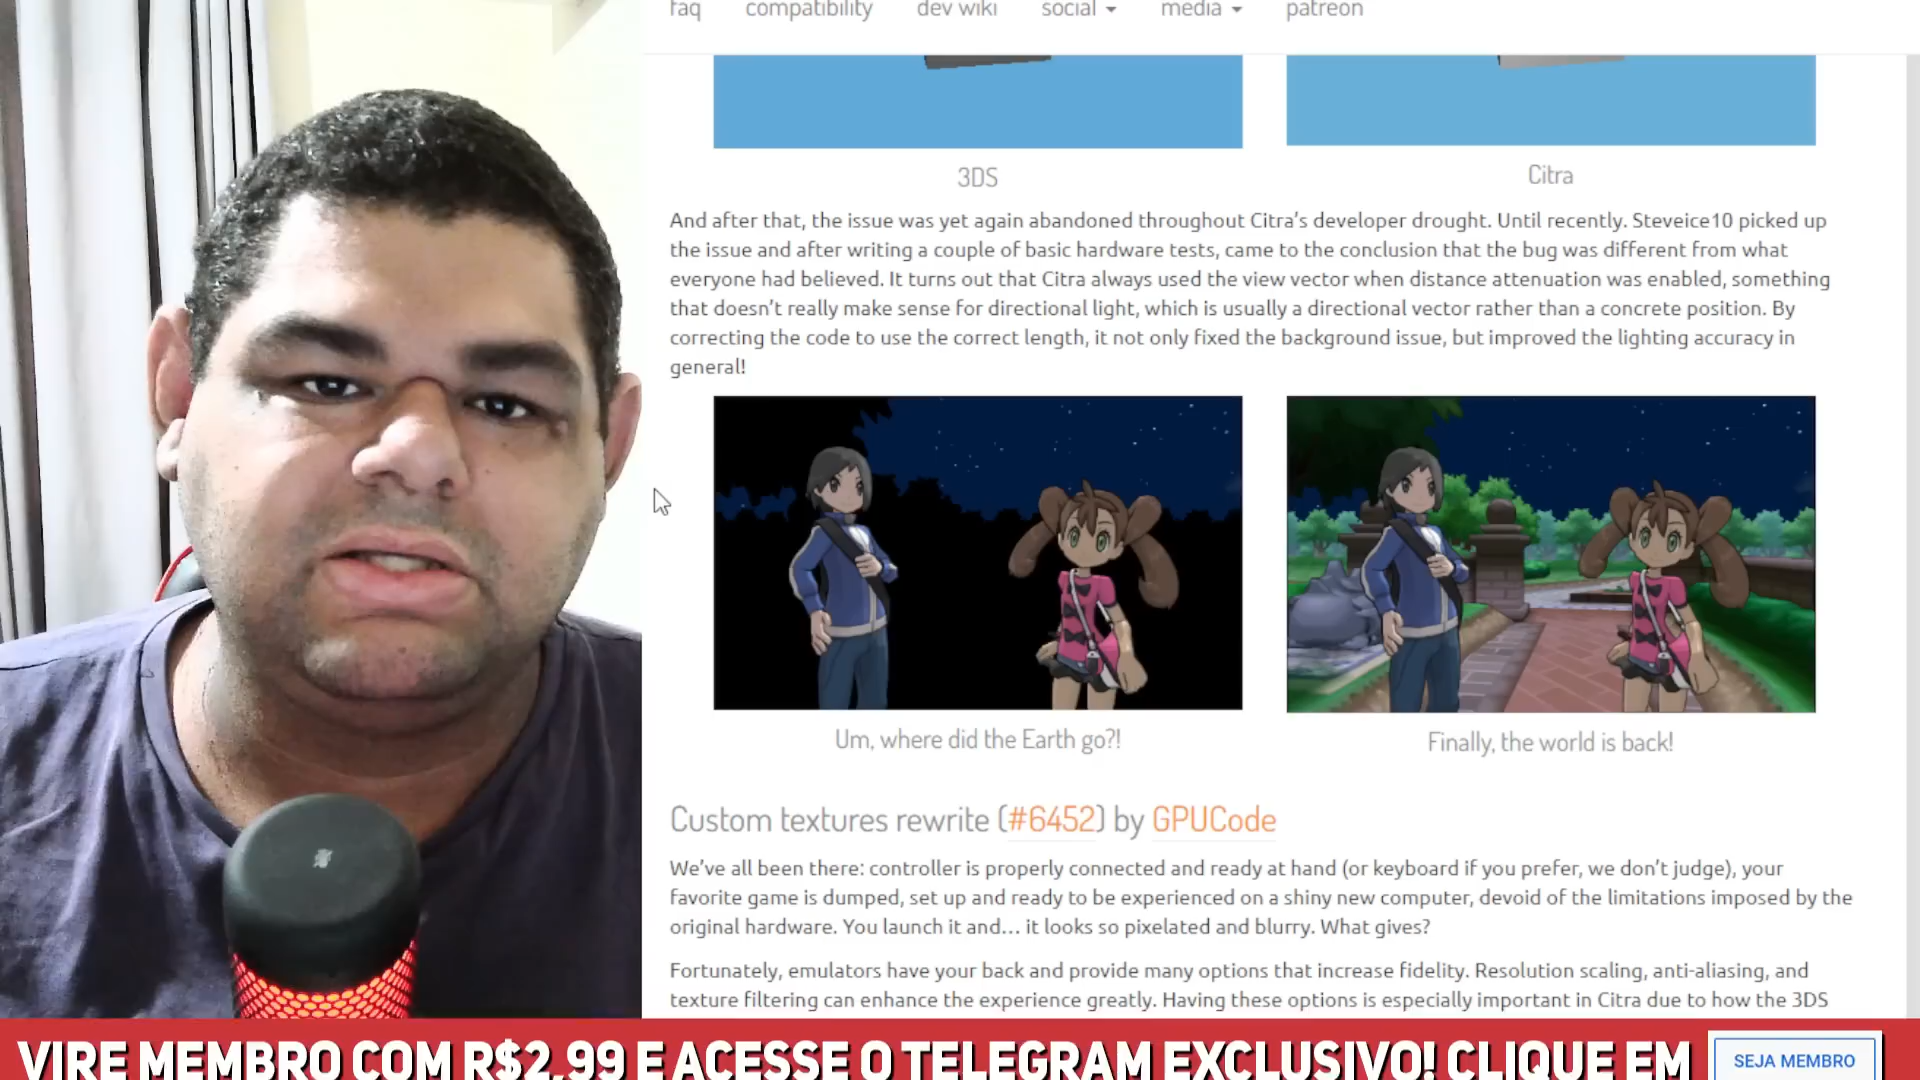 faq compatibility dev wiki social media patreon
3DS
Citra
And after that, the issue was yet again abandoned throughout Citra's developer drought. Until recently. Steveice10 picked up
the issue and after writing a couple of basic hardware tests, came to the conclusion that the bug was different from what
everyone had believed. It turns out that Citra always used the view vector when distance attenuation was enabled, something
that doesn't really make sense for directional light, which is usually a directional vector rather than a concrete position. By
correcting the code to use the correct length, it not only fixed the background issue, but improved the lighting accuracy in
general!
Um, where did the Earth go?!
Finally, the world is back!
Custom textures rewrite (#6452) by GPUCode
We've all been there: controller is properly connected and ready at hand (or keyboard if you prefer, we don't judge), your
favorite game is dumped, set up and ready to be experienced on a shiny new computer, devoid of the limitations imposed by the
original hardware. You launch it and... it looks so pixelated and blurry. What gives?
Fortunately, emulators have your back and provide many options that increase fidelity. Resolution scaling, anti-aliasing, and
texture filtering can enhance the experience greatly. Having these options is especially important in Citra due to how the 3DS
VIRE MEMBRO COM R$2,99 E ACESSE O TELEGRAM EXCLUSIVO! CLIQUE EM SEJA MEMBRO